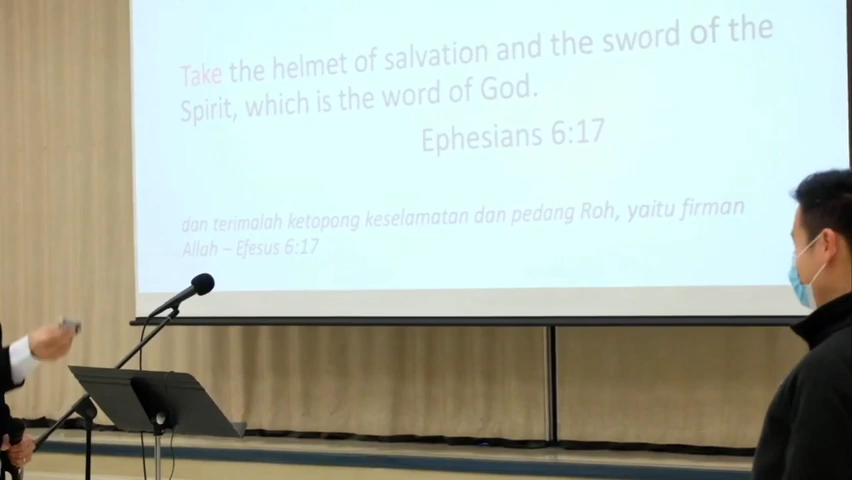 Take the helmet of salvation and the sword of the
Spirit, which is the word of God.
Ephesians 6:17
dan terimalah ketopong keselamatan dan pedang Roh, yaitu firman
Allah – Efesus 6:17